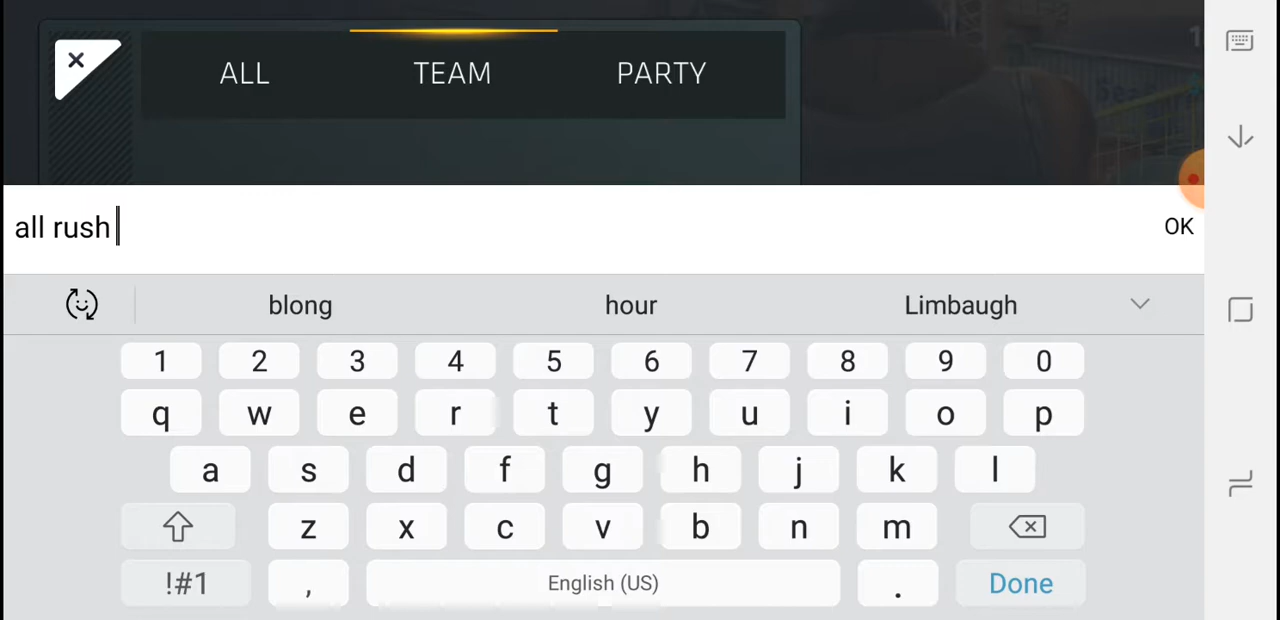 ALL TEAM PARTY
all rush
OK
blong hour Limbaugh
1 2 3 4 5 6 7 8 9 0
q w e r t y u i o p
a s d f g h j k l
z x c v b n m
!#1 , English (US) . Done